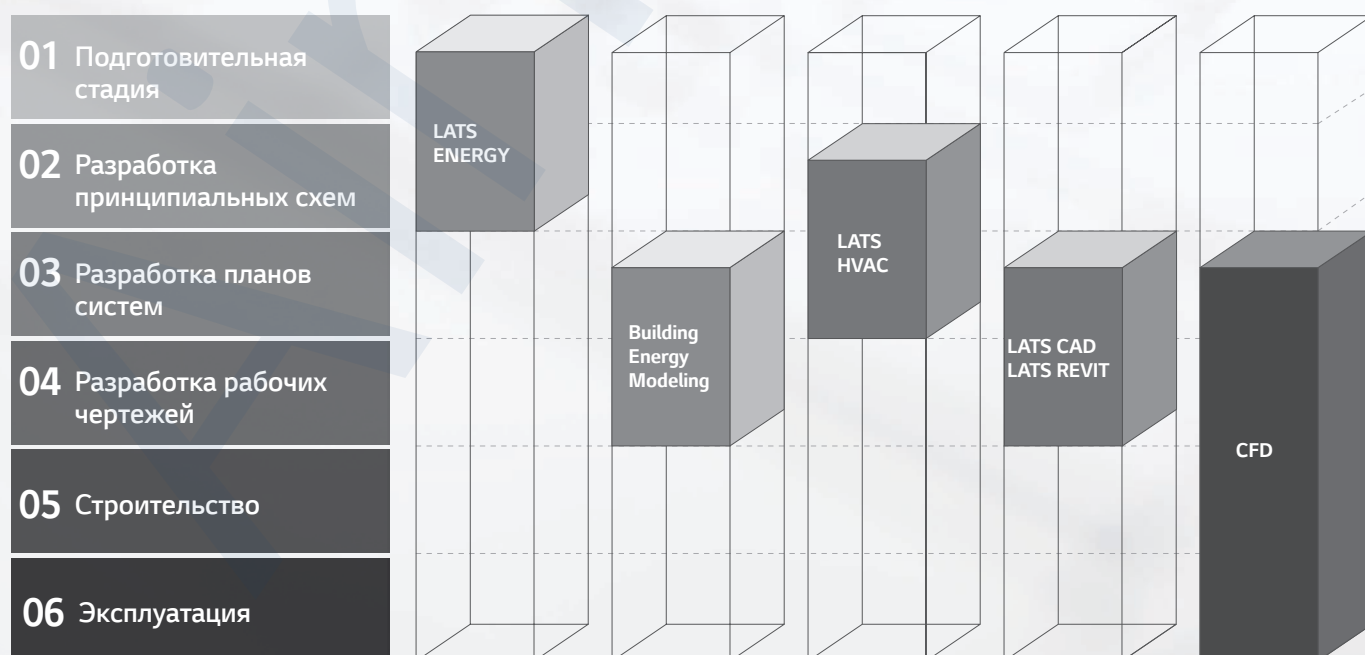 01 Подготовительная
стадия
02 Разработка
принципиальных схем
03 Разработка планов
систем
04 Разработка рабочих
чертежей
05 Строительство
06 Эксплуатация
LATS
ENERGY
Building
Energy
Modeling
LATS
HVAC
LATS CAD
LATS REVIT
CFD